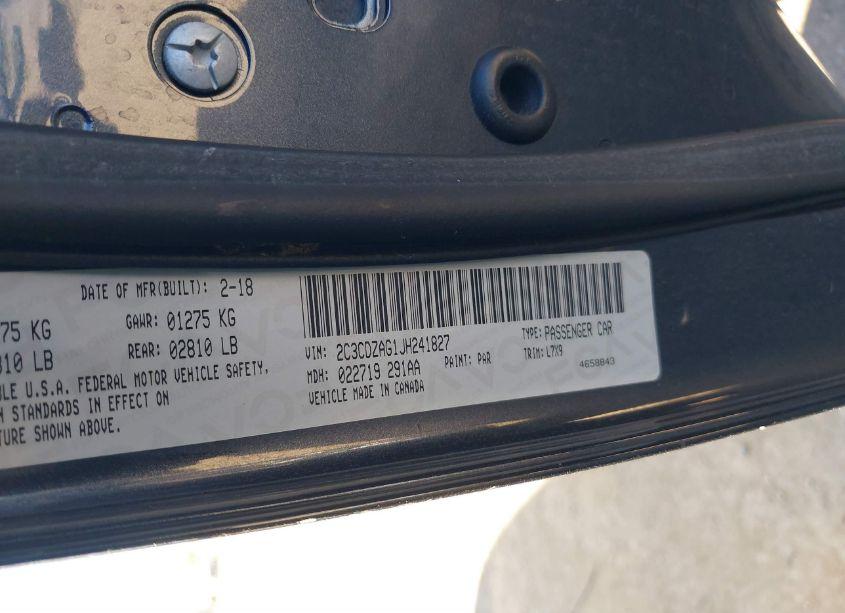 DATE OF MFR(BUILT): 2-18
75 KG GAWR: 01275 KG
810 LB REAR: 02810 LB
ULE U.S.A. FEDERAL MOTOR VEHICLE SAFETY,
N STANDARDS IN EFFECT ON
TURE SHOWN ABOVE.
VIN: 2C3CDZAG1JH241827 TYPE: PASSENGER CAR
MDH: 022719 291AA PAINT: PAR TRIM: L7X9
VEHICLE MADE IN CANADA 4658843